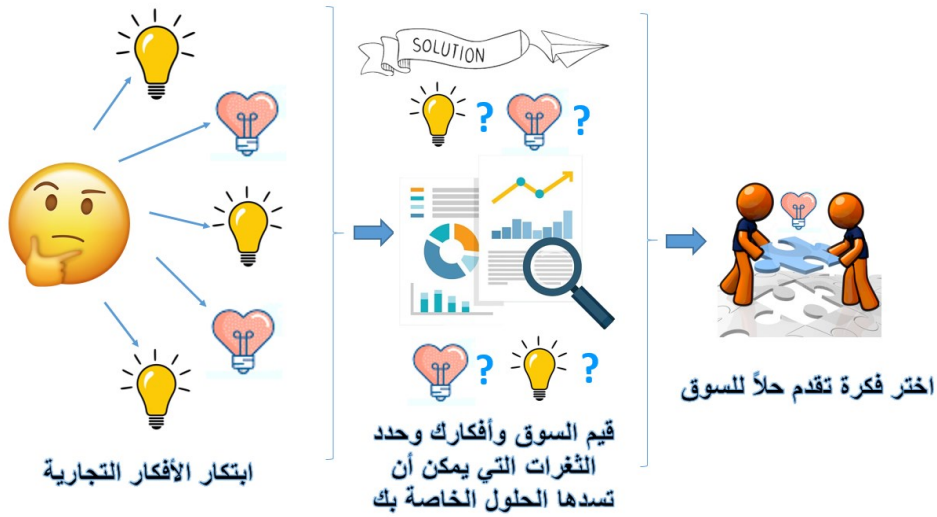 SOLUTION
?
?
?
?
ابتكار الأفكار التجارية
قيم السوق وأفكارك وحدد
الثغرات التي يمكن أن
تسدها الحلول الخاصة بك
اختر فكرة تقدم حلاً للسوق